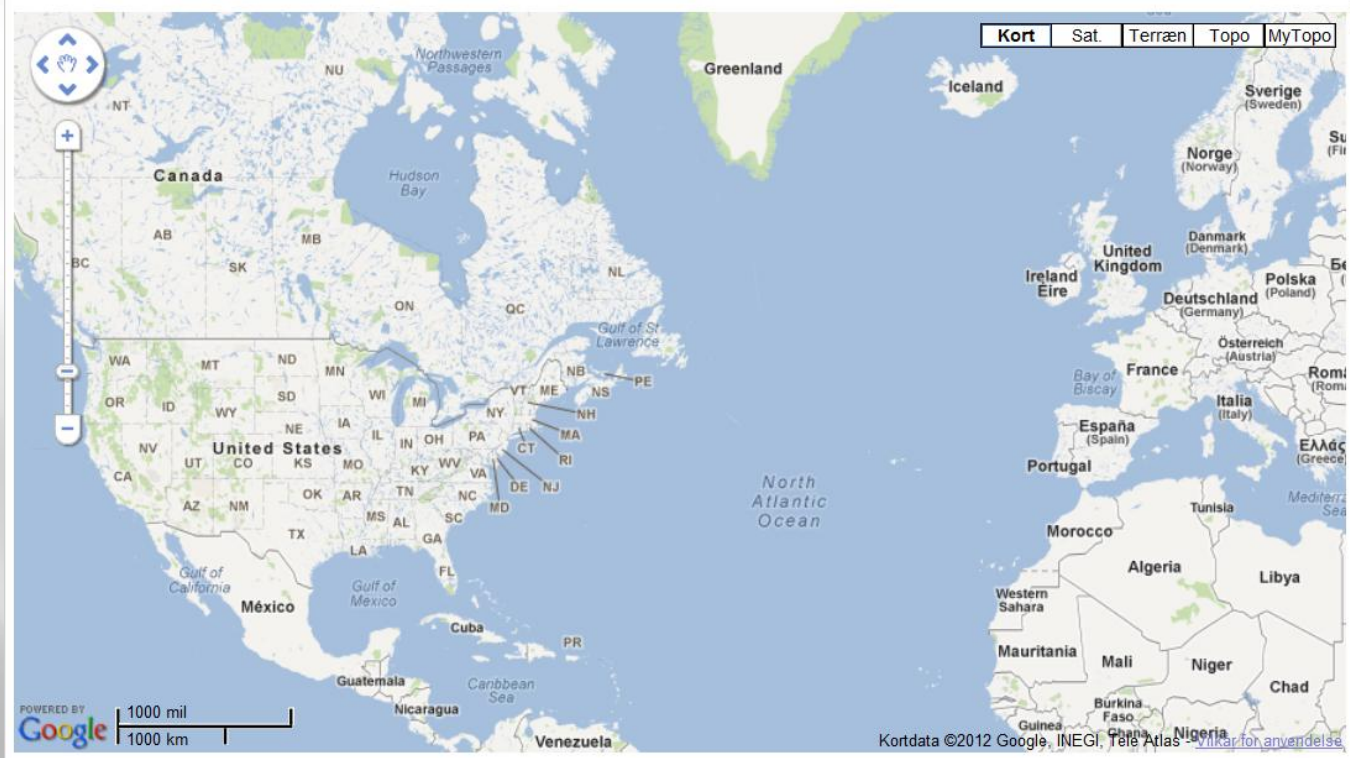 Kort Sat. Terræn Topo MyTopo
Greenland
Iceland
Sverige
(Sweden)
Norge
(Norway)
Northwestern
Passages
NU
NT
Canada
Hudson
Bay
AB
MB
BC
SK
ON
QC
NL
Gulf of St
Lawrence
Danmark
(Denmark)
United
Kingdom
Ireland
Éire
Polska
(Poland)
Deutschland
(Germany)
Österreich
(Austria)
France
Bay of
Biscay
Italia
(Italy)
España
(Spain)
Portugal
Ελλάς
(Greece
WA
MT
ND
MN
NB
PE
OR
ID
WY
SD
WI
MI
VT
ME
NS
NY
NH
NE
IA
IL
IN
OH
PA
MA
NV
United States
CT
RI
UT
CO
KS
MO
KY
WV
VA
CA
DE
NJ
AZ
NM
OK
AR
TN
NC
MD
TX
MS
AL
SC
LA
GA
FL
North
Atlantic
Ocean
Tunisia
Morocco
Algeria
Libya
Western
Sahara
Gulf of
California
Gulf of
Mexico
México
Cuba
PR
Mauritania
Mali
Niger
Chad
Guatemala
Caribbean
Sea
Nicaragua
Venezuela
Burkina
Faso
Guinea
Ghana
Nigeria
POWERED BY
Google
1000 mil
1000 km
Kortdata ©2012 Google, INEGI, Tele Atlas - Vilkår for anvendelse